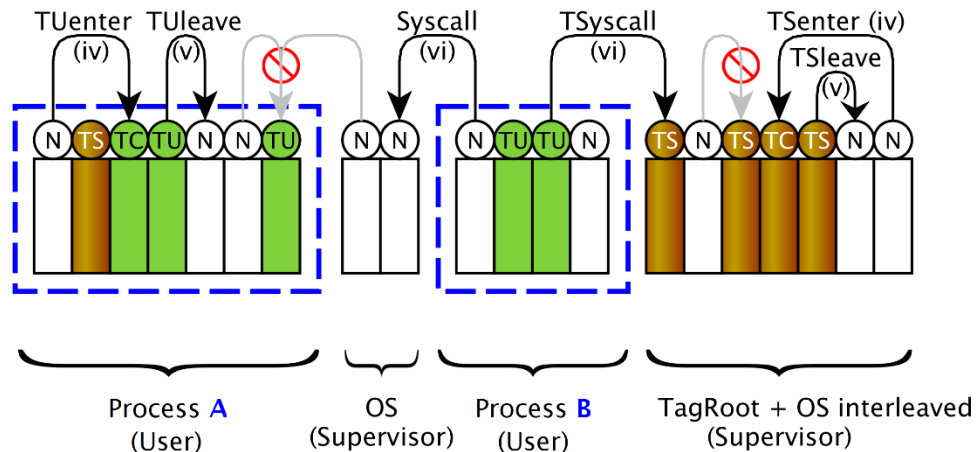 TUenter TUleave Syscall TSyscall TSenter (iv)
(iv) (v) (vi) (vi) TSleave
(v)
N TS TC TU N N TU N N N TU TU N TS N TS TC TS N N
Process A OS Process B TagRoot + OS interleaved
(User) (Supervisor) (User) (Supervisor)